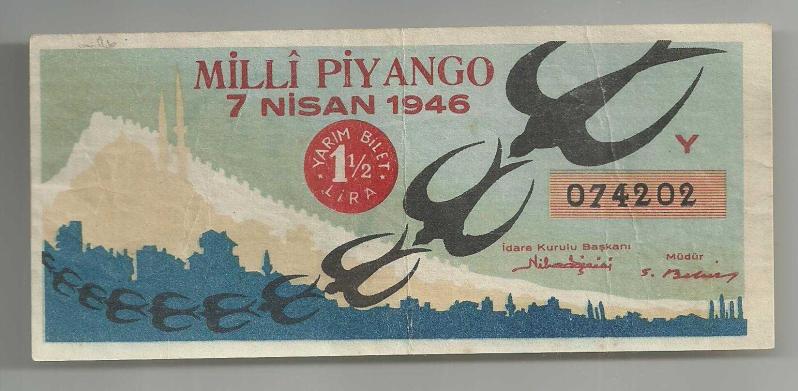 MİLLÎ PİYANGO
7 NİSAN 1946
YARIM BİLET
1 1/2
LİRA
Y
074202
İdare Kurulu Başkanı
Müdür